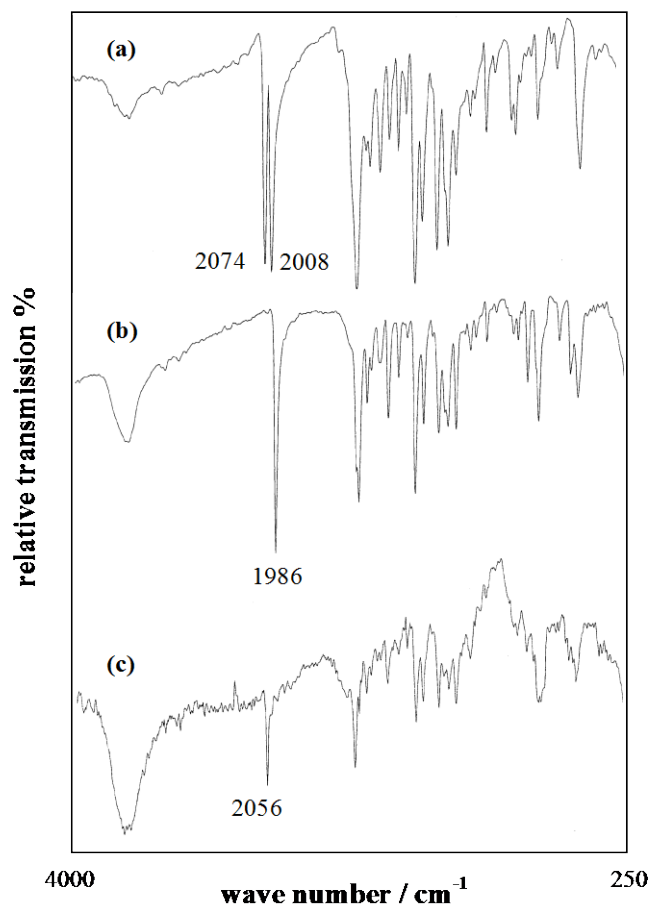 (a)
2074 2008
(b)
1986
(c)
2056
relative transmission %
4000 250
wave number / cm⁻¹